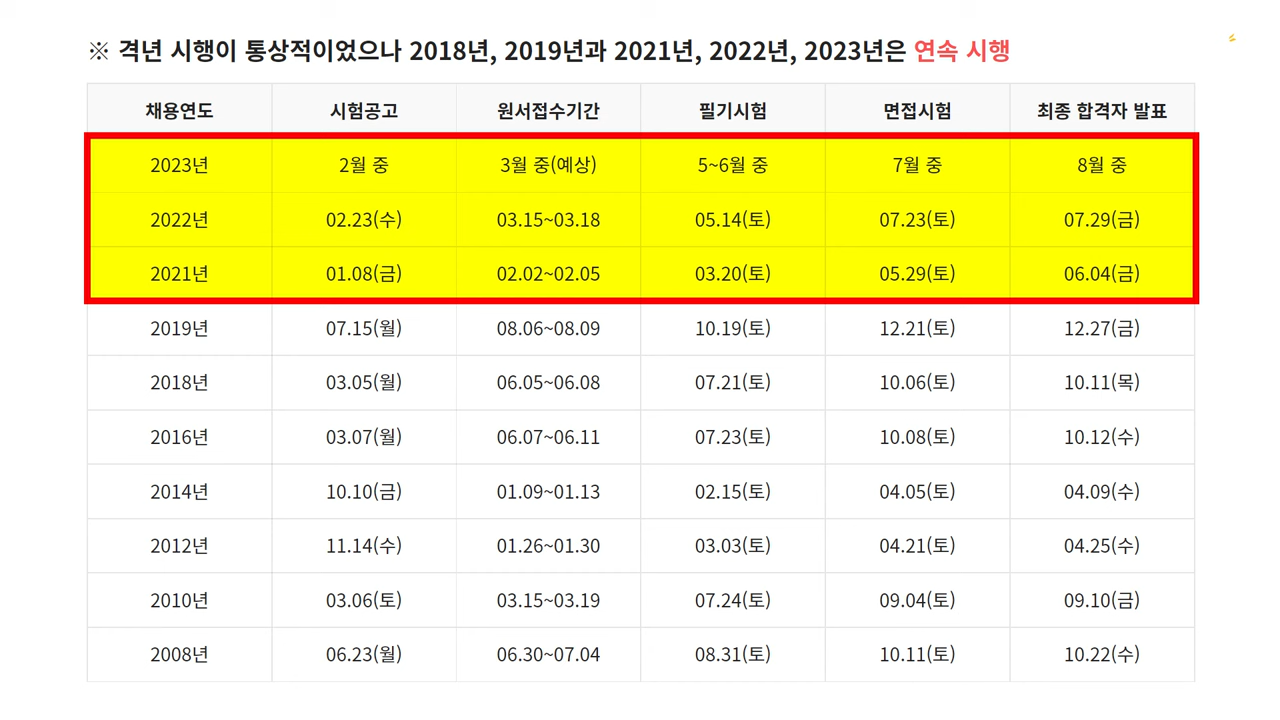 ※ 격년 시행이 통상적이었으나 2018년, 2019년과 2021년, 2022년, 2023년은 연속 시행
채용연도 시험공고 원서접수기간 필기시험 면접시험 최종 합격자 발표
2023년 2월 중 3월 중(예상) 5~6월 중 7월 중 8월 중
2022년 02.23(수) 03.15~03.18 05.14(토) 07.23(토) 07.29(금)
2021년 01.08(금) 02.02~02.05 03.20(토) 05.29(토) 06.04(금)
2019년 07.15(월) 08.06~08.09 10.19(토) 12.21(토) 12.27(금)
2018년 03.05(월) 06.05~06.08 07.21(토) 10.06(토) 10.11(목)
2016년 03.07(월) 06.07~06.11 07.23(토) 10.08(토) 10.12(수)
2014년 10.10(금) 01.09~01.13 02.15(토) 04.05(토) 04.09(수)
2012년 11.14(수) 01.26~01.30 03.03(토) 04.21(토) 04.25(수)
2010년 03.06(토) 03.15~03.19 07.24(토) 09.04(토) 09.10(금)
2008년 06.23(월) 06.30~07.04 08.31(토) 10.11(토) 10.22(수)